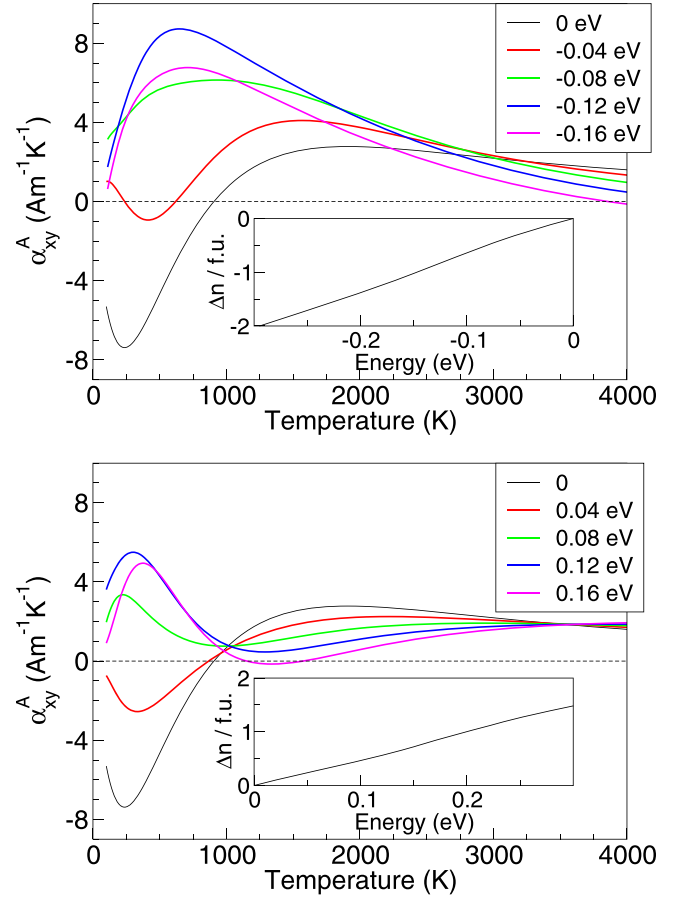 0 eV
-0.04 eV
-0.08 eV
-0.12 eV
-0.16 eV
8
4
0
-4
-8
α_xy^A (Am^-1K^-1)
0
-1
-2
Δn / f.u.
-0.2 -0.1 0
Energy (eV)
0 1000 2000 3000 4000
Temperature (K)
0
0.04 eV
0.08 eV
0.12 eV
0.16 eV
8
4
0
-4
-8
α_xy^A (Am^-1K^-1)
2
1
0
Δn / f.u.
0 0.1 0.2
Energy (eV)
0 1000 2000 3000 4000
Temperature (K)